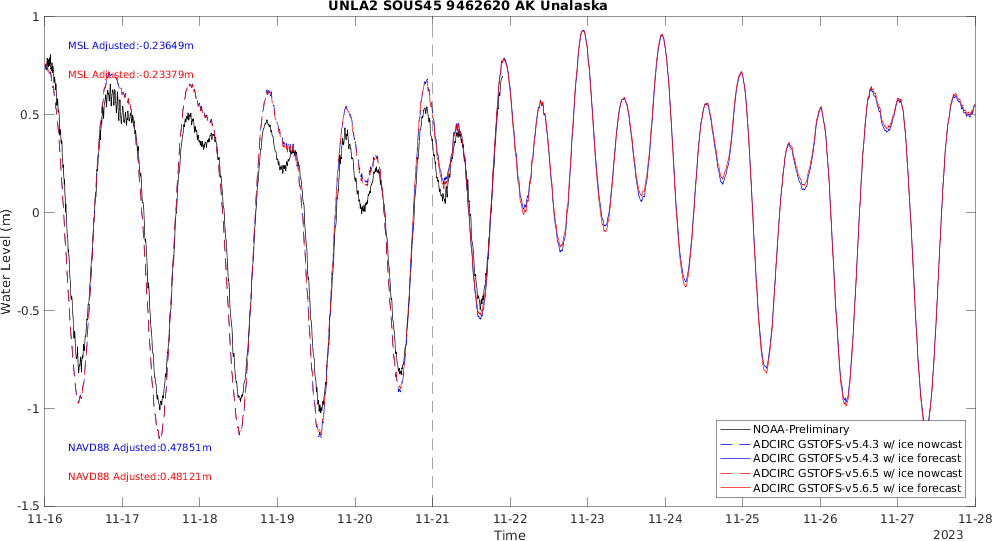 UNLA2 SOUS45 9462620 AK Unalaska
1
0.5
0
-0.5
-1
-1.5
Water Level (m)
MSL Adjusted:-0.23649m
MSL Adjusted:-0.23379m
NAVD88 Adjusted:0.47851m
NAVD88 Adjusted:0.48121m
NOAA-Preliminary
ADCIRC GSTOFS-v5.4.3 w/ ice nowcast
ADCIRC GSTOFS-v5.4.3 w/ ice forecast
ADCIRC GSTOFS-v5.6.5 w/ ice nowcast
ADCIRC GSTOFS-v5.6.5 w/ ice forecast
11-16 11-17 11-18 11-19 11-20 11-21 11-22 11-23 11-24 11-25 11-26 11-27 11-28
Time
2023